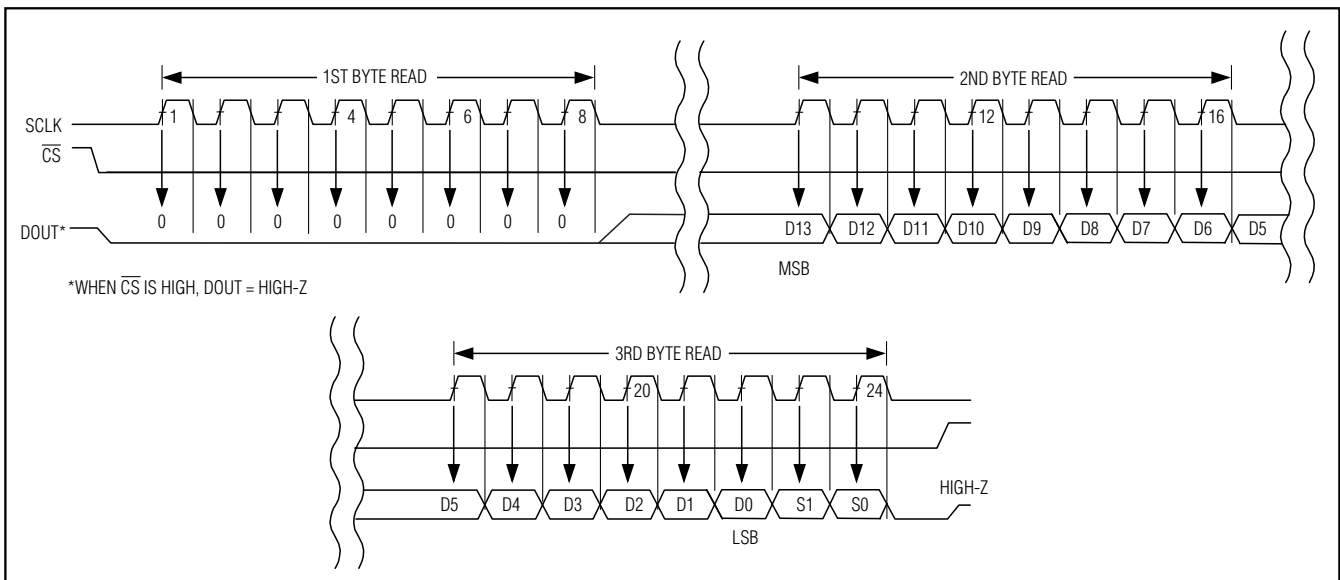 1ST BYTE READ
2ND BYTE READ
SCLK
1
4
6
8
12
16
CS
0 0 0 0 0 0 0 0
DOUT*
D13 D12 D11 D10 D9 D8 D7 D6 D5
MSB
*WHEN CS IS HIGH, DOUT = HIGH-Z
3RD BYTE READ
20
24
HIGH-Z
D5 D4 D3 D2 D1 D0 S1 S0
LSB